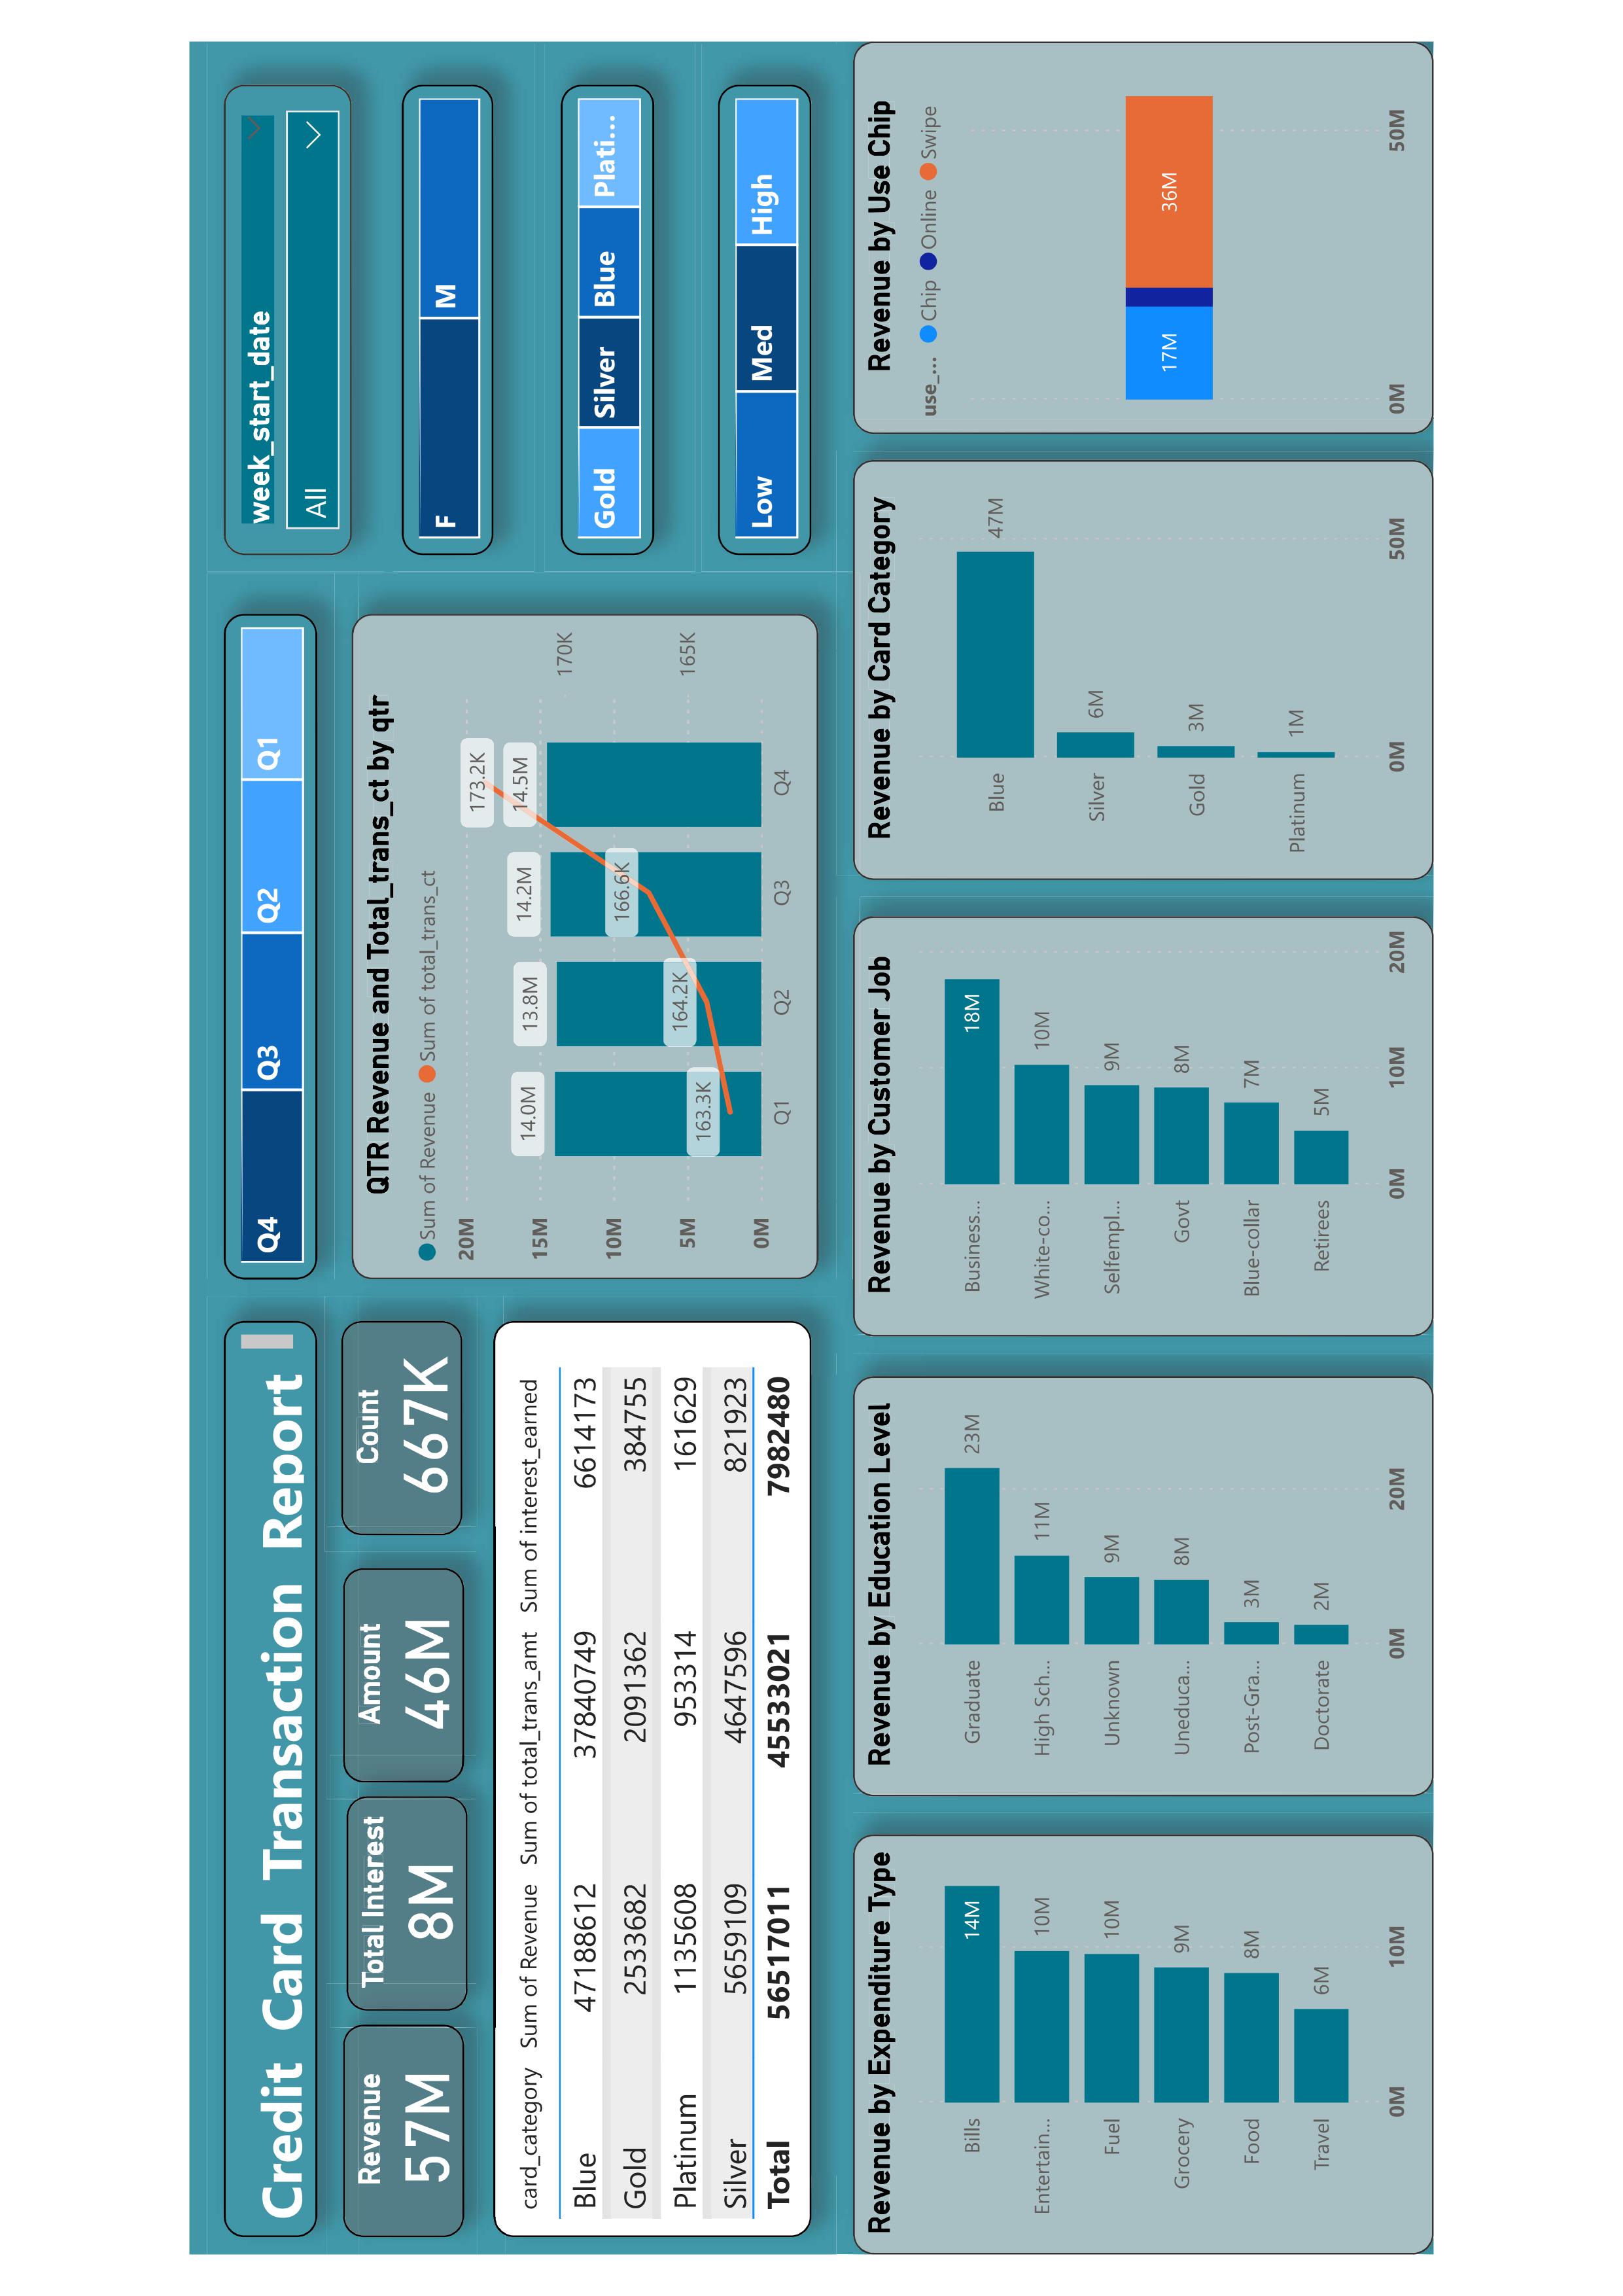 Credit Card Transaction Report
Q4 Q3 Q2 Q1
week_start_date
All
Revenue
57M
Total Interest
8M
Amount
46M
Count
667K
card_category Sum of Revenue Sum of total_trans_amt Sum of interest_earned
Blue 47188612 37840749 6614173
Gold 2533682 2091362 384755
Platinum 1135608 953314 161629
Silver 5659109 4647596 821923
Total 56517011 45533021 7982480
QTR Revenue and Total_trans_ct by qtr
Sum of Revenue Sum of total_trans_ct
20M
15M
10M
5M
0M
14.0M 13.8M 14.2M 14.5M
163.3K 164.2K 166.6K 173.2K
170K
165K
Q1 Q2 Q3 Q4
F M
Gold Silver Blue Plati...
Low Med High
Revenue by Expenditure Type
Bills 14M
Entertain... 10M
Fuel 10M
Grocery 9M
Food 8M
Travel 6M
0M 10M
Revenue by Education Level
Graduate 23M
High Sch... 11M
Unknown 9M
Uneduca... 8M
Post-Gra... 3M
Doctorate 2M
0M 20M
Revenue by Customer Job
Business... 18M
White-co... 10M
Selfempl... 9M
Govt 8M
Blue-collar 7M
Retirees 5M
0M 10M 20M
Revenue by Card Category
Blue 47M
Silver 6M
Gold 3M
Platinum 1M
0M 50M
Revenue by Use Chip
use_... Chip Online Swipe
17M 36M
0M 50M